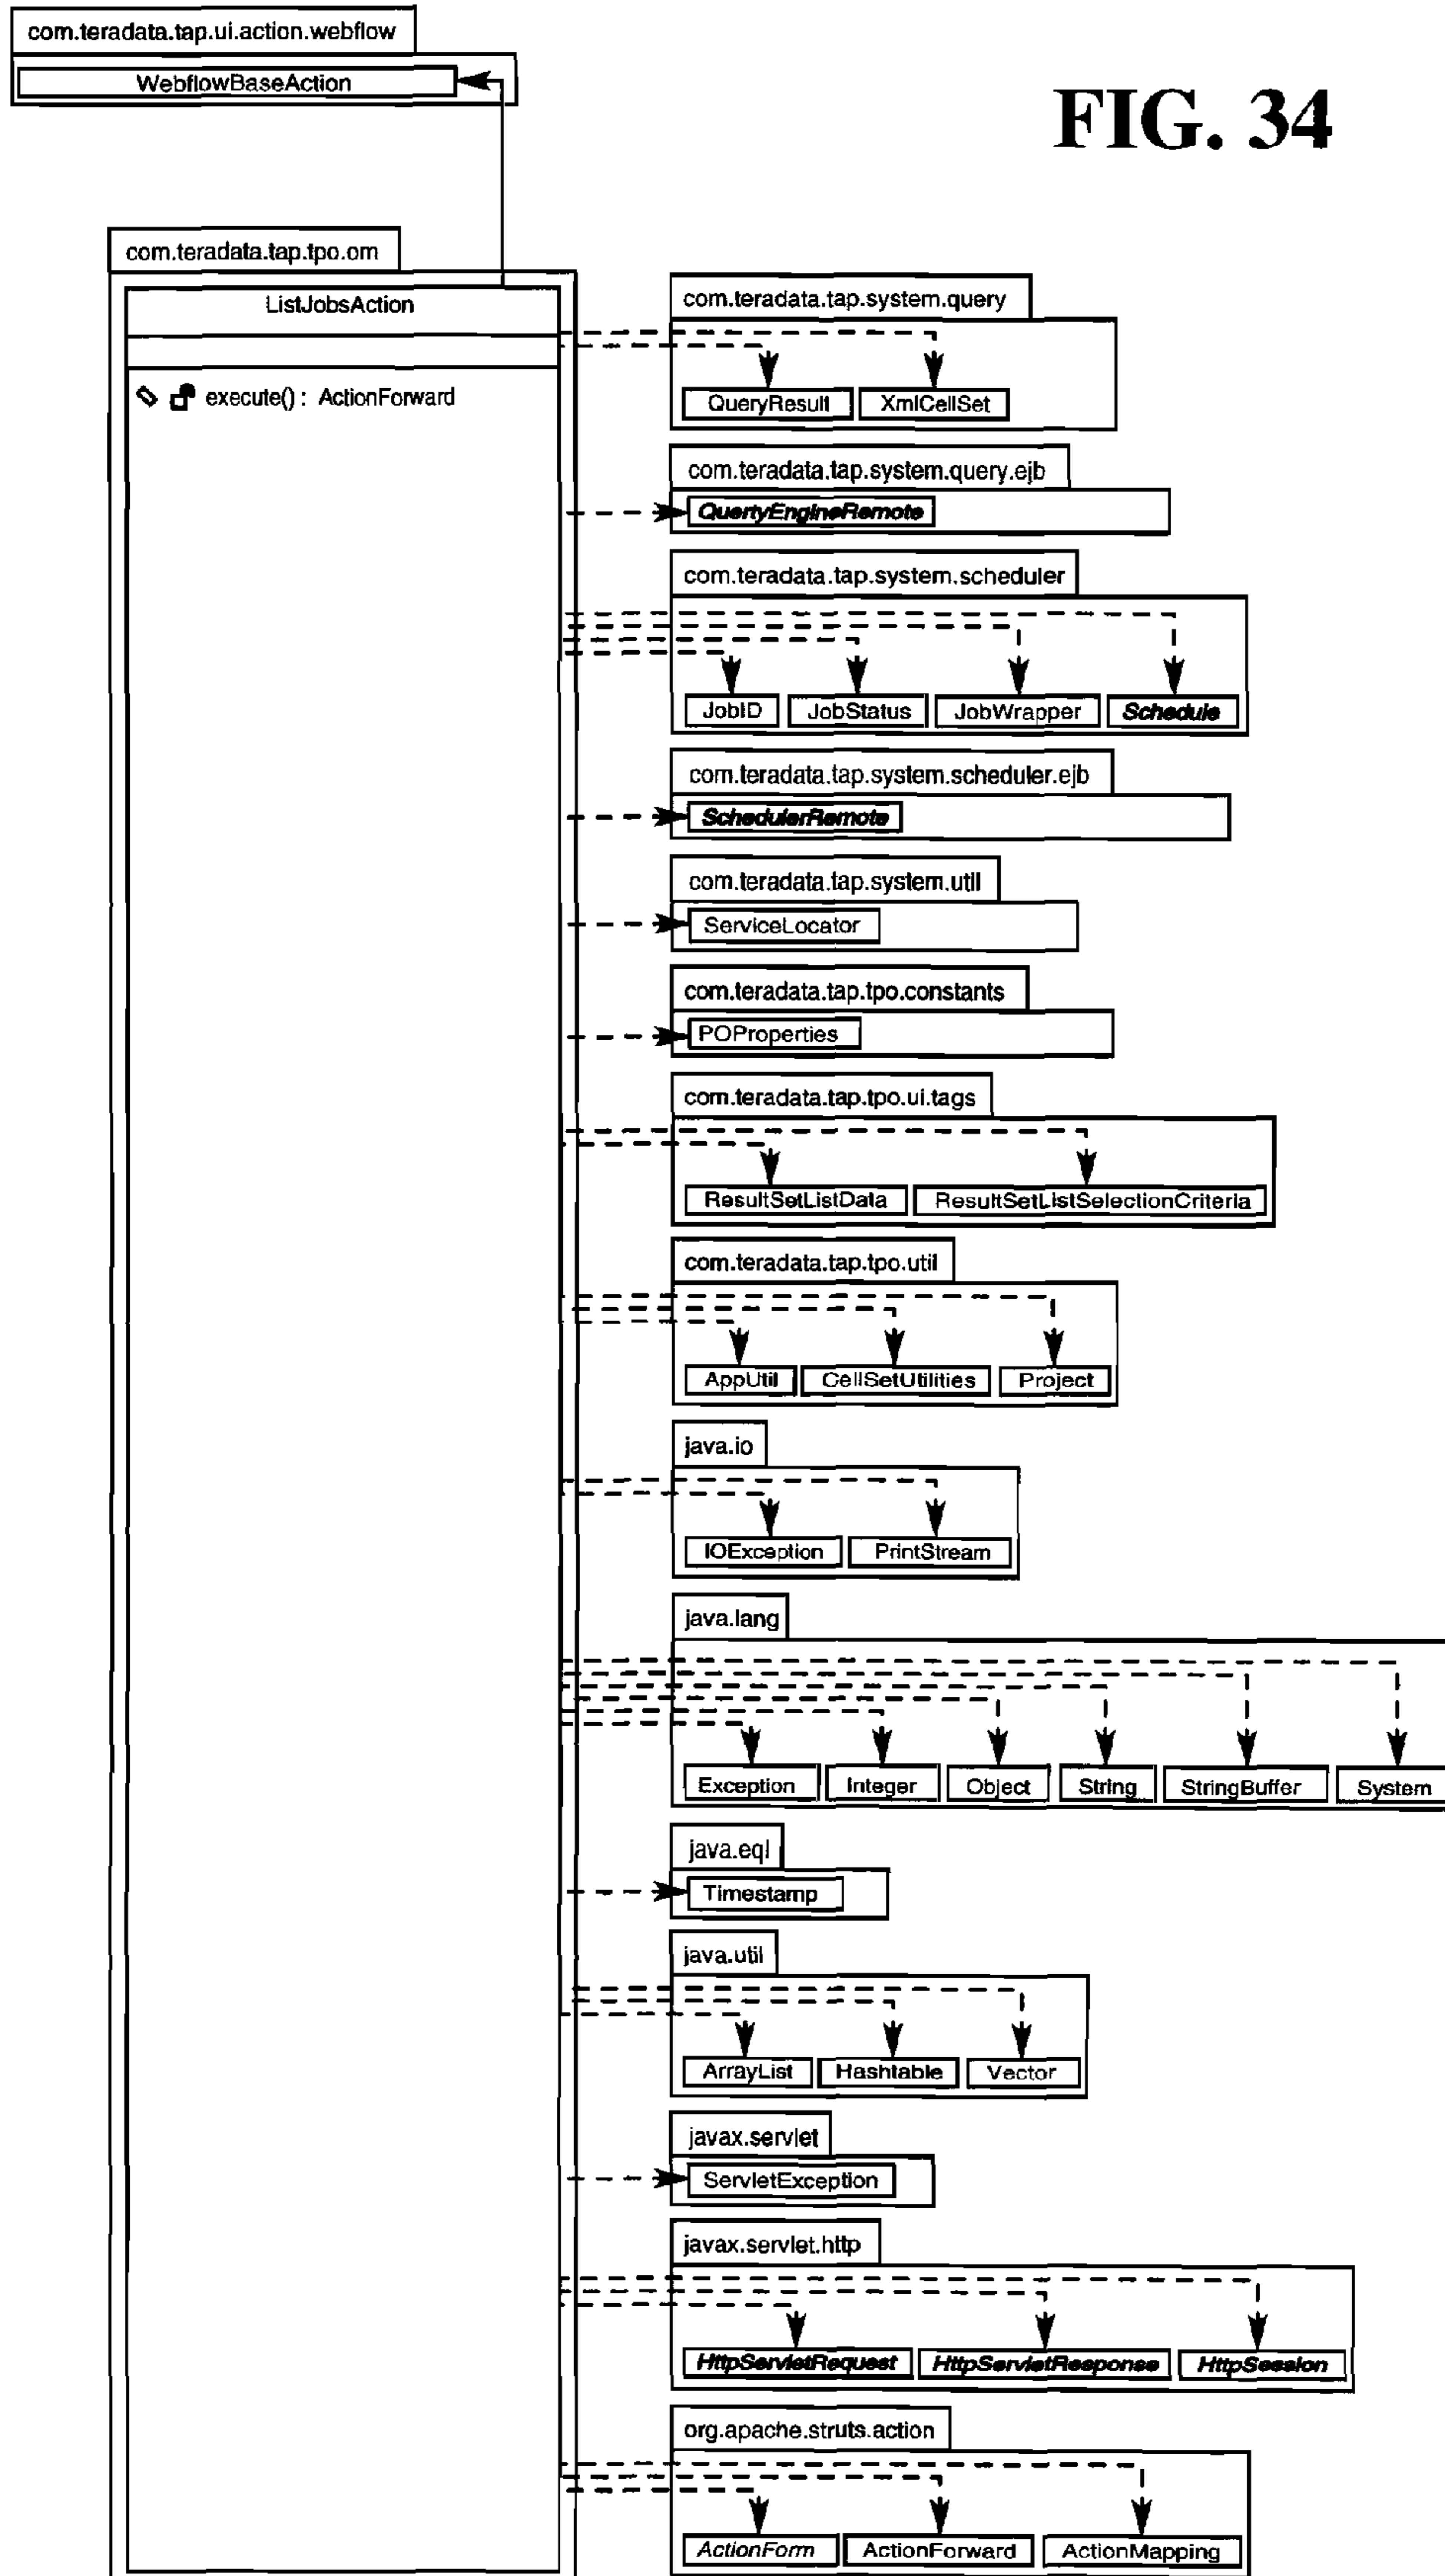 com.teradata.tap.ui.action.webflow
WebflowBaseAction
FIG. 34
com.teradata.tap.tpo.om
ListJobsAction
execute() : ActionForward
com.teradata.tap.system.query
QueryResult XmlCellSet
com.teradata.tap.system.query.ejb
QuertyEngineRemote
com.teradata.tap.system.scheduler
JobID JobStatus JobWrapper Schedule
com.teradata.tap.system.scheduler.ejb
SchedulerRemote
com.teradata.tap.system.util
ServiceLocator
com.teradata.tap.tpo.constants
POProperties
com.teradata.tap.tpo.ui.tags
ResultSetListData ResultSetListSelectionCriteria
com.teradata.tap.tpo.util
AppUtil CellSetUtilities Project
java.io
IOException PrintStream
java.lang
Exception Integer Object String StringBuffer System
java.eql
Timestamp
java.util
ArrayList Hashtable Vector
javax.servlet
ServletException
javax.servlet.http
HttpServletRequest HttpServletResponse HttpSession
org.apache.struts.action
ActionForm ActionForward ActionMapping